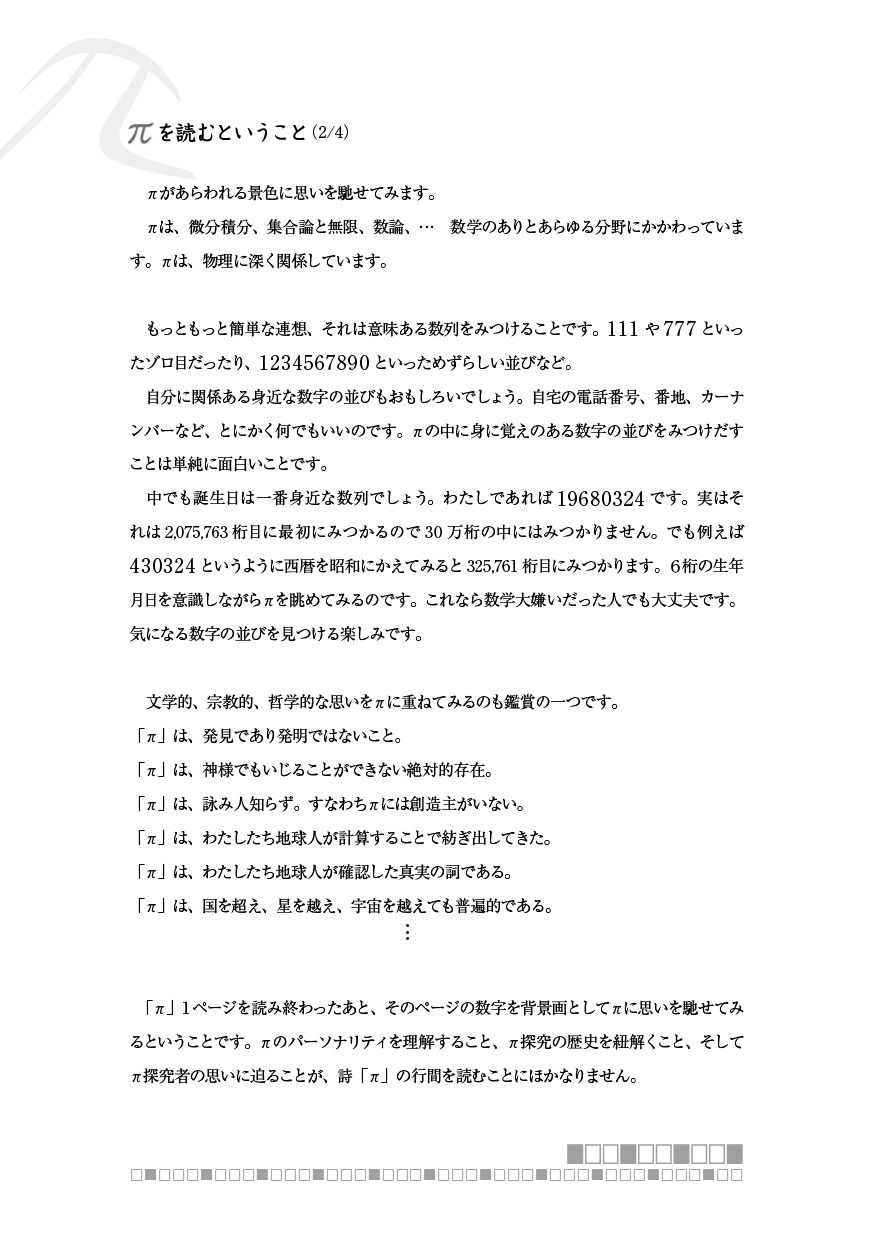 πを読むということ（2/4）
πがあらわれる景色に思いを馳せてみます。
πは、微分積分、集合論と無限、数論、… 数学のありとあらゆる分野にかかわっていま
す。πは、物理に深く関係しています。
もっともっと簡単な連想、それは意味ある数列をみつけることです。111 や 777 といっ
たゾロ目だったり、1234567890 といっためずらしい並びなど。
自分に関係ある身近な数字の並びもおもしろいでしょう。自宅の電話番号、番地、カーナ
ンバーなど、とにかく何でもいいのです。πの中に身に覚えのある数字の並びをみつけだす
ことは単純に面白いことです。
中でも誕生日は一番身近な数列でしょう。わたしであれば 19680324 です。実はそ
れは 2,075,763 桁目に最初にみつかるので 30 万桁の中にはみつかりません。でも例えば
430324 というように西暦を昭和にかえてみると 325,761 桁目にみつかります。６桁の生年
月日を意識しながらπを眺めてみるのです。これなら数学大嫌いだった人でも大丈夫です。
気になる数字の並びを見つける楽しみです。
文学的、宗教的、哲学的な思いをπに重ねてみるのも鑑賞の一つです。
「π」は、発見であり発明ではないこと。
「π」は、神様でもいじることができない絶対的存在。
「π」は、詠み人知らず。すなわちπには創造主がいない。
「π」は、わたしたち地球人が計算することで紡ぎ出してきた。
「π」は、わたしたち地球人が確認した真実の詞である。
「π」は、国を超え、星を越え、宇宙を越えても普遍的である。
⋮
「π」1ページを読み終わったあと、そのページの数字を背景画としてπに思いを馳せてみ
るということです。πのパーソナリティを理解すること、π探究の歴史を紐解くこと、そして
π探究者の思いに迫ることが、詩「π」の行間を読むことにほかなりません。